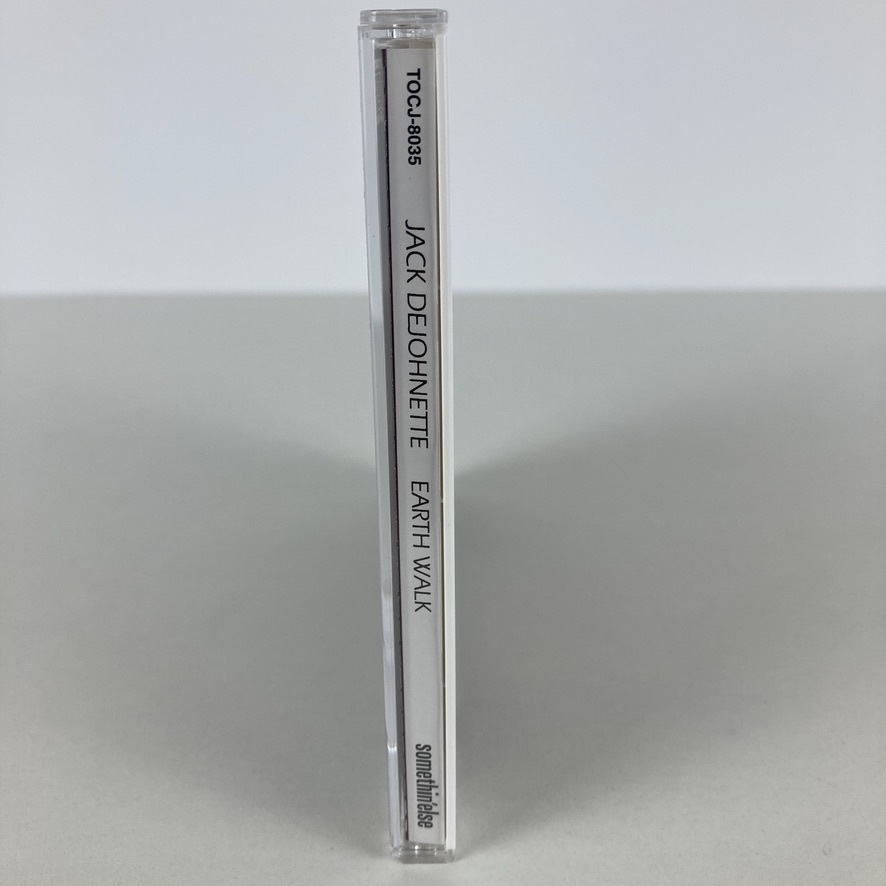 TOCJ-8035
JACK DEJOHNETTE
EARTH WALK
somethin'else